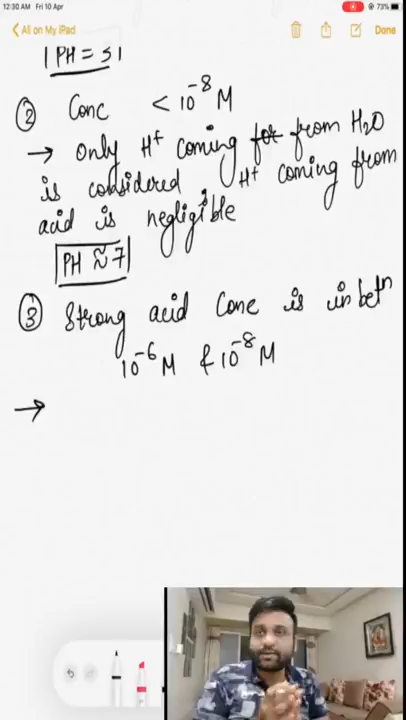 12:30 AM Fri 10 Apr
73%
All on My iPad
Done
PH = 51
② Conc < 10⁻⁸ M
→ Only H⁺ coming from H₂O
is considered H⁺ coming from
acid is negligible
PH ≈ 7
③ Strong acid Conc is in betⁿ
10⁻⁶ M & 10⁻⁸ M
→